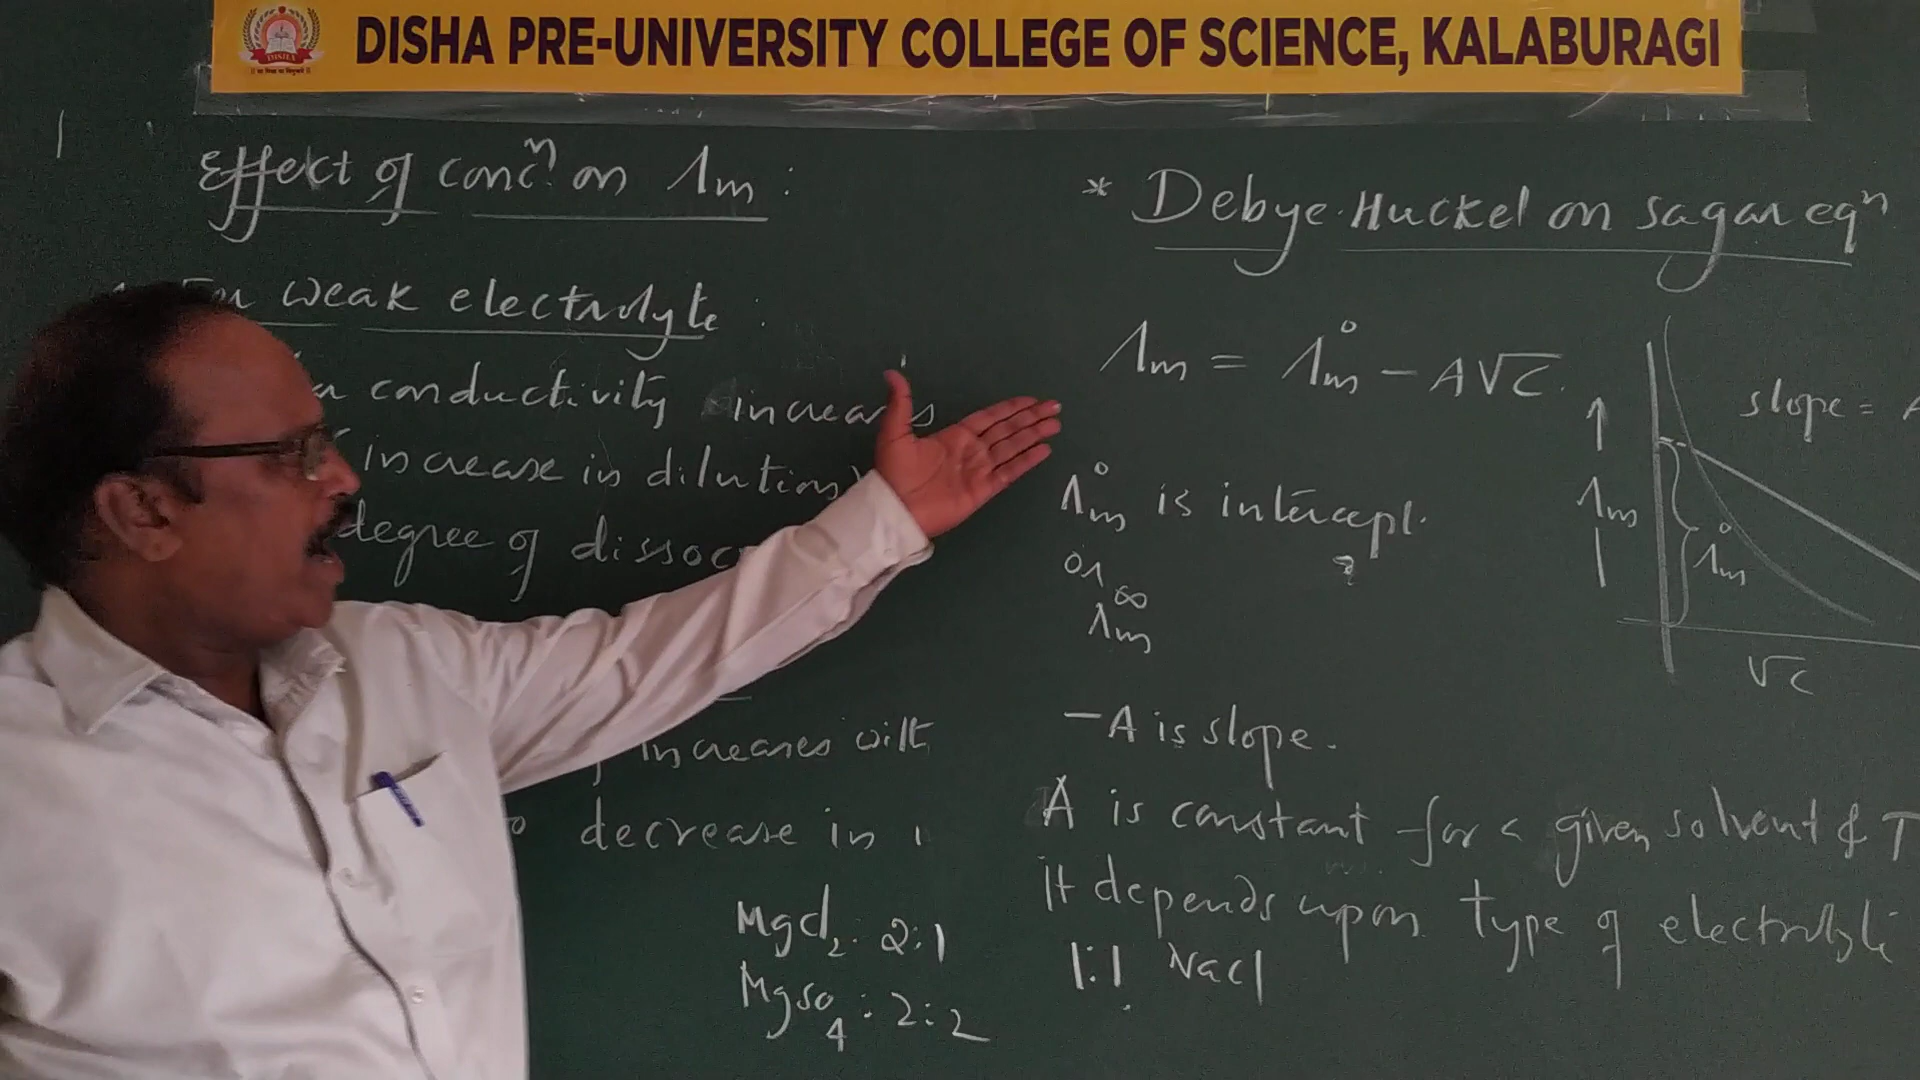 DISHA PRE-UNIVERSITY COLLEGE OF SCIENCE, KALABURAGI
DISHA
Effect of concⁿ on Λm :
weak electrolyte :
conductivity increases
increase in dilution
degree of
increases with
decrease in
MgCl₂: 2:1
MgSO₄: 2:2
* Debye-Huckel on sagar eqⁿ
Λm = Λ°m - A√C
Λ°m is intercept.
or
Λ∞m
-A is slope.
A is constant for a given solvent & T
It depends upon type of electrolyte
1:1 NaCl
slope =
Λm
Λ°m
√C